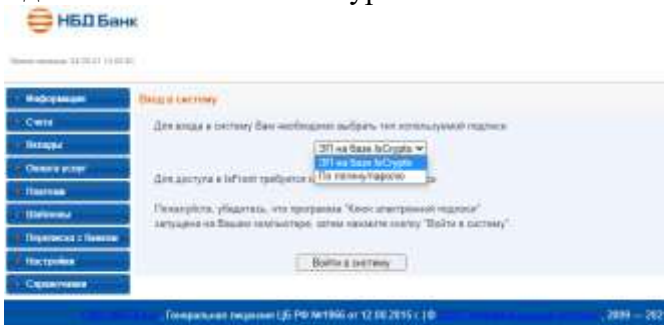 НБД Банк
Информация
Счета
Вклады
Оплата услуг
Платежи
Шаблоны
Переписка с банком
Настройки
Справочники
Вход в систему
Для входа в систему Вам необходимо выбрать тип используемой подписи
ЭП на базе IsCrypto
ЭП на базе IsCrypto
По логину/паролю
Для доступа в IsFront требуется
Пожалуйста, убедитесь, что программа "Ключ электронной подписи"
запущена на Вашем компьютере, затем нажмите кнопку "Войти в систему".
Войти в систему
Генеральная лицензия ЦБ РФ №1966 от 12.08.2015 г. | ©
, 2009 — 202